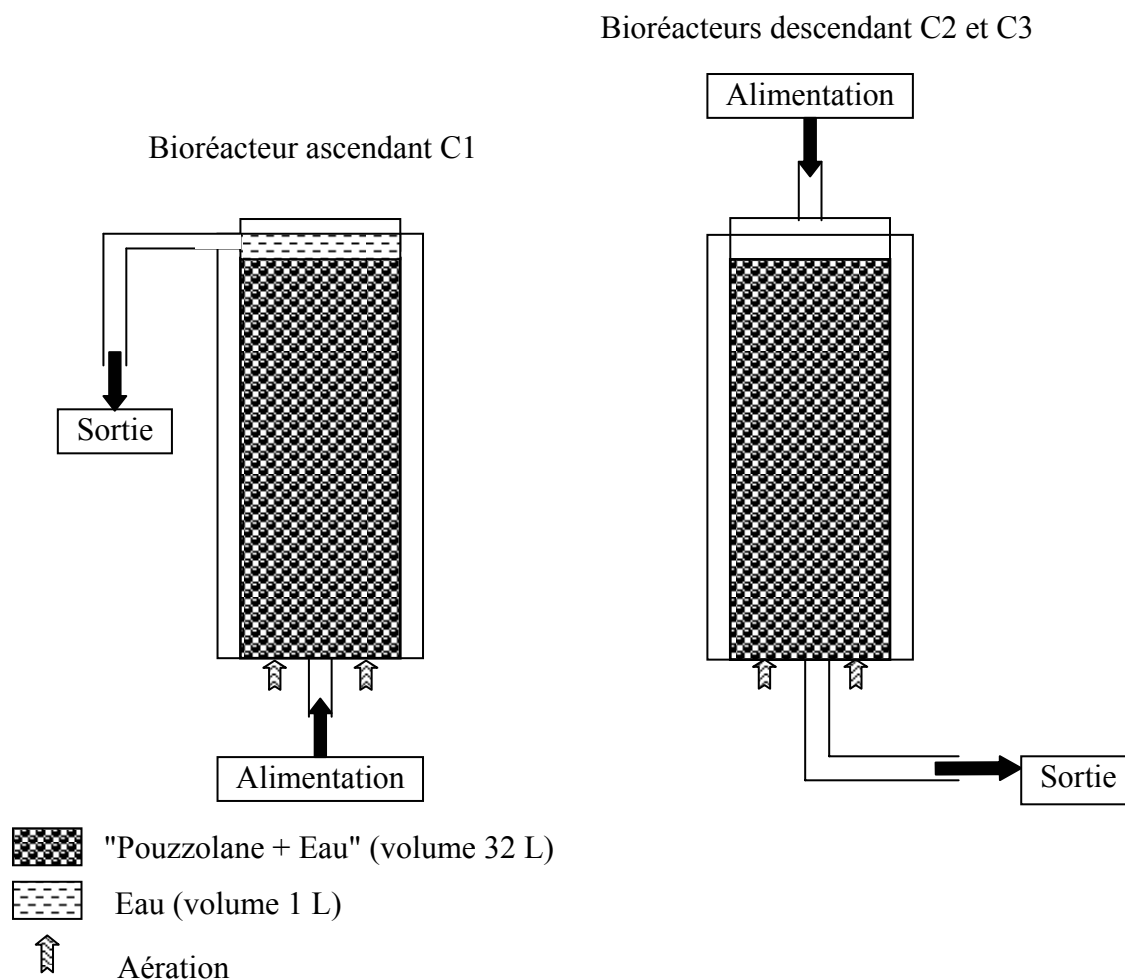 Bioréacteurs descendant C2 et C3
Alimentation
Bioréacteur ascendant C1
Sortie
Alimentation
Sortie
"Pouzzolane + Eau" (volume 32 L)
Eau (volume 1 L)
Aération